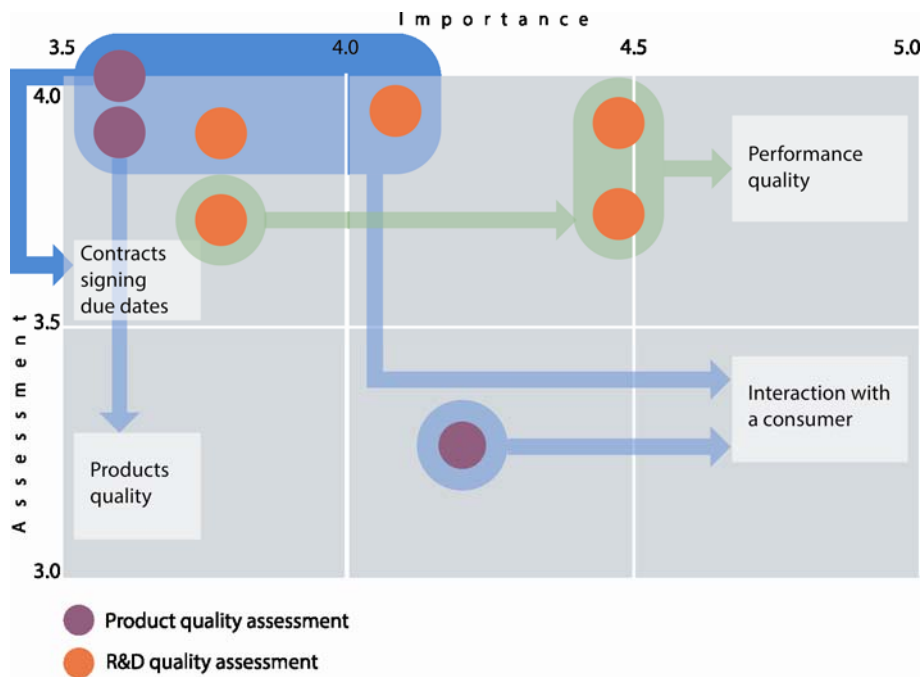 Importance
3.5 4.0 4.5 5.0
4.0
Performance
quality
Contracts
signing
due dates
3.5
Assessment
Interaction with
a consumer
Products
quality
3.0
Product quality assessment
R&D quality assessment